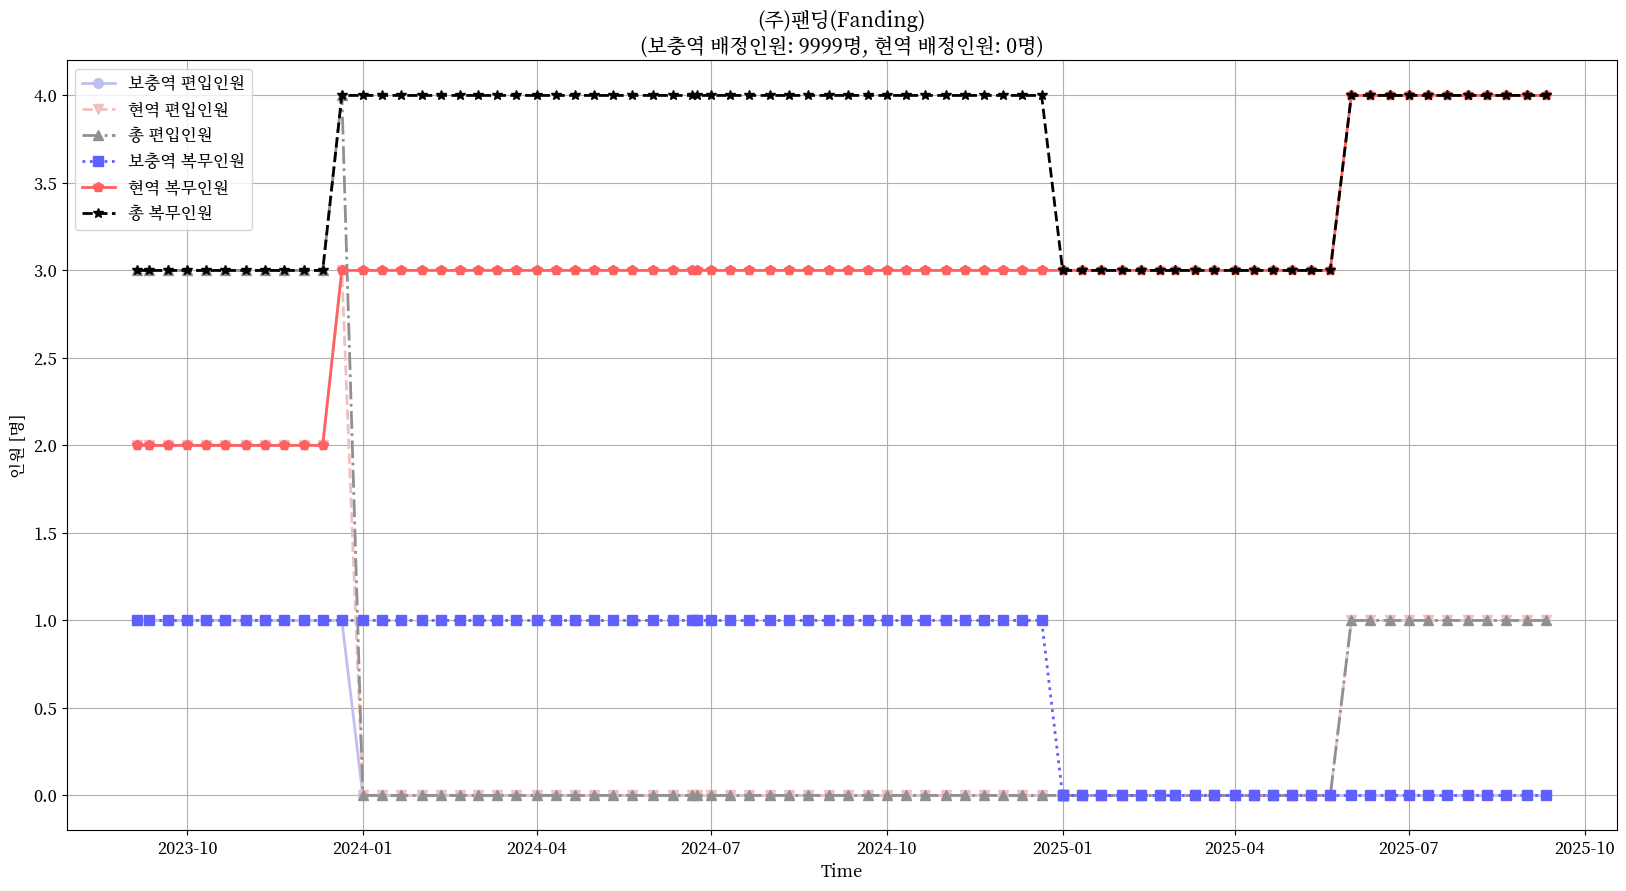 (주)팬딩(Fanding)
(보충역 배정인원: 9999명, 현역 배정인원: 0명)
보충역 편입인원
현역 편입인원
총 편입인원
보충역 복무인원
현역 복무인원
총 복무인원
4.0
3.5
3.0
2.5
2.0
1.5
1.0
0.5
0.0
인원 [명]
2023-10
2024-01
2024-04
2024-07
2024-10
2025-01
2025-04
2025-07
2025-10
Time